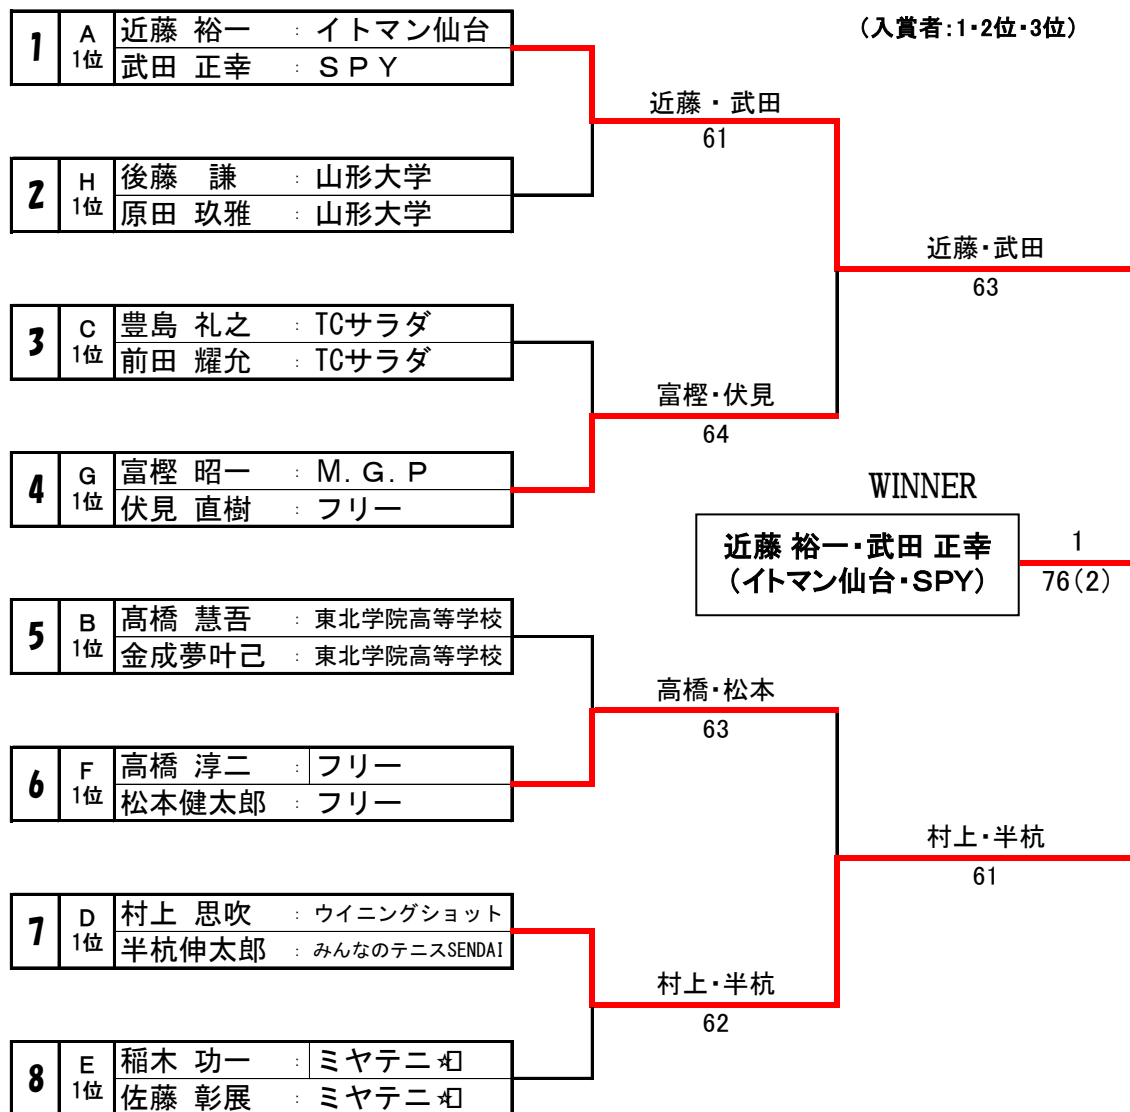 (入賞者:1・2位・3位)
1 A 1位 近藤 裕一 : イトマン仙台
武田 正幸 : SPY
近藤・武田
61
2 H 1位 後藤 謙 : 山形大学
原田 玖雅 : 山形大学
近藤・武田
63
3 C 1位 豊島 礼之 : TCサラダ
前田 耀允 : TCサラダ
富樫・伏見
64
4 G 1位 富樫 昭一 : M.G.P
伏見 直樹 : フリー
WINNER
近藤 裕一・武田 正幸
(イトマン仙台・SPY)
1
76(2)
5 B 1位 髙橋 慧吾 : 東北学院高等学校
金成夢叶己 : 東北学院高等学校
高橋・松本
63
6 F 1位 高橋 淳二 : フリー
松本健太郎 : フリー
村上・半杭
61
7 D 1位 村上 思吹 : ウイニングショット
半杭伸太郎 : みんなのテニスSENDAI
村上・半杭
62
8 E 1位 稲木 功一 : ミヤテニ
佐藤 彰展 : ミヤテニ